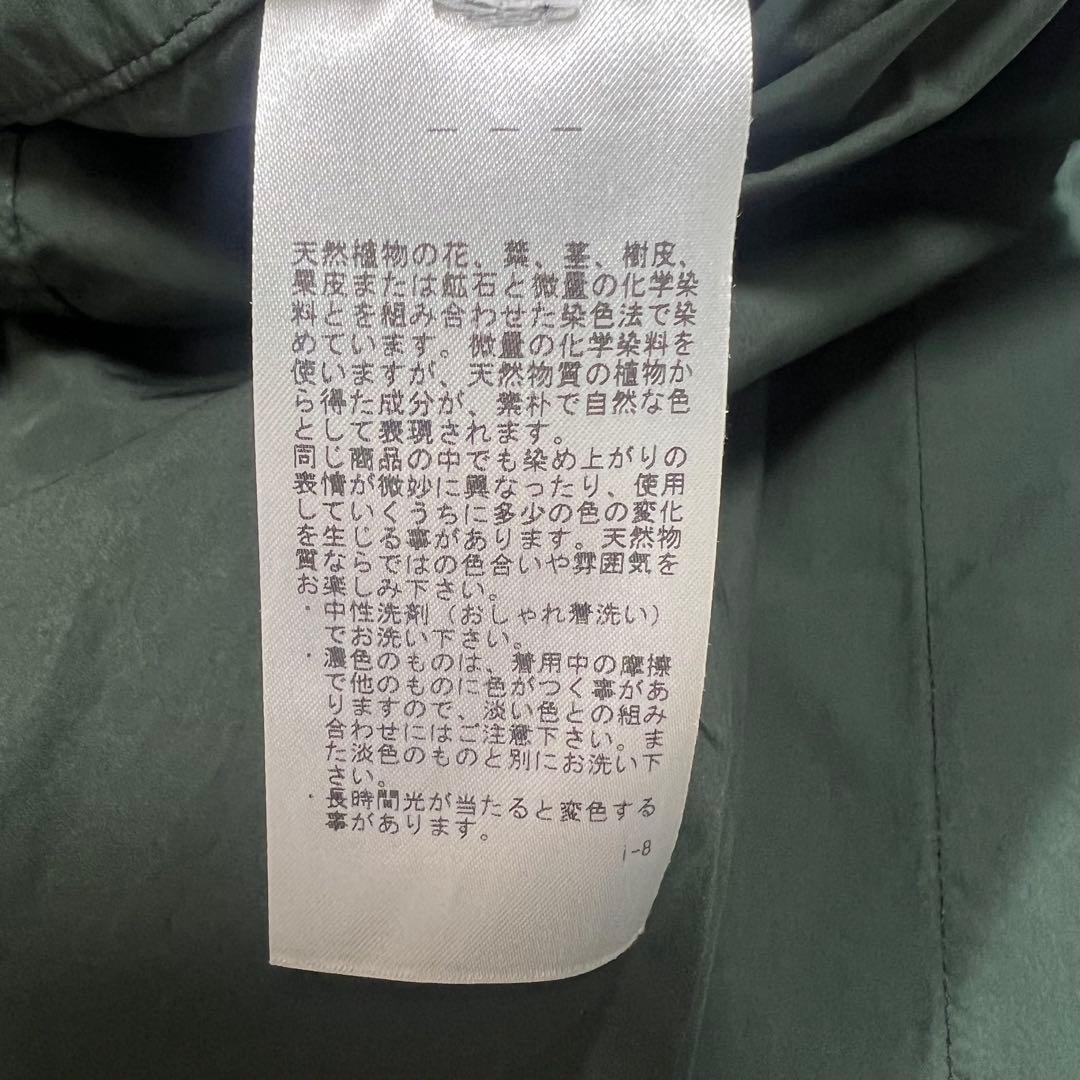 — — —
天然植物の花、葉、茎、樹皮、
果皮または鉱石と微量の化学染
料とを組み合わせた染色法で染
めています。微量の化学染料を
使いますが、天然物質の植物か
ら得た成分が、素朴で自然な色
として表現されます。
同じ商品の中でも染め上がりの
表情が微妙に異なったり、使用
していくうちに多少の色の変化
を生じる事があります。天然物
質ならではの色合いや雰囲気を
お楽しみ下さい。
・中性洗剤（おしゃれ着洗い）
でお洗い下さい。
・濃色のものは、着用中の摩擦
で他のものに色がつく事があ
りますので、淡い色との組み
合わせにはご注意下さい。ま
た淡色のものと別にお洗い下
さい。
・長時間光が当たると変色する
事があります。
i-8